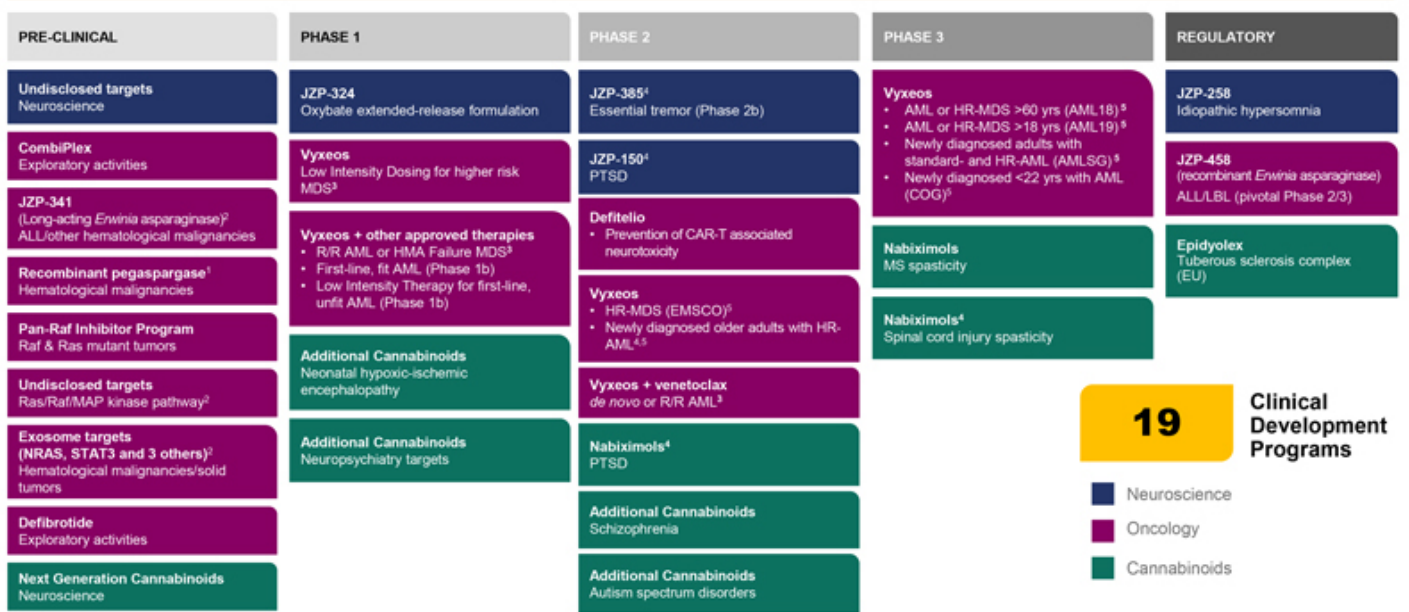 PRE-CLINICAL
Undisclosed targets
Neuroscience
CombiPlex
Exploratory activities
JZP-341
(Long-acting Erwinia asparaginase)²
ALL/other hematological malignancies
Recombinant pegaspargase¹
Hematological malignancies
Pan-Raf Inhibitor Program
Raf & Ras mutant tumors
Undisclosed targets
Ras/Raf/MAP kinase pathway²
Exosome targets
(NRAS, STAT3 and 3 others)²
Hematological malignancies/solid
tumors
Defibrotide
Exploratory activities
Next Generation Cannabinoids
Neuroscience
PHASE 1
JZP-324
Oxybate extended-release formulation
Vyxeos
Low Intensity Dosing for higher risk
MDS³
Vyxeos + other approved therapies
• R/R AML or HMA Failure MDS³
• First-line, fit AML (Phase 1b)
• Low Intensity Therapy for first-line,
unfit AML (Phase 1b)
Additional Cannabinoids
Neonatal hypoxic-ischemic
encephalopathy
Additional Cannabinoids
Neuropsychiatry targets
PHASE 2
JZP-385⁴
Essential tremor (Phase 2b)
JZP-150⁴
PTSD
Defitelio
• Prevention of CAR-T associated
neurotoxicity
Vyxeos
• HR-MDS (EMSCO)⁵
• Newly diagnosed older adults with HR-
AML⁴,⁵
Vyxeos + venetoclax
de novo or R/R AML³
Nabiximols⁴
PTSD
Additional Cannabinoids
Schizophrenia
Additional Cannabinoids
Autism spectrum disorders
PHASE 3
Vyxeos
• AML or HR-MDS >60 yrs (AML18)⁵
• AML or HR-MDS >18 yrs (AML19)⁵
• Newly diagnosed adults with
standard- and HR-AML (AMLSG)⁵
• Newly diagnosed <22 yrs with AML
(COG)⁵
Nabiximols
MS spasticity
Nabiximols⁴
Spinal cord injury spasticity
REGULATORY
JZP-258
Idiopathic hypersomnia
JZP-458
(recombinant Erwinia asparaginase)
ALL/LBL (pivotal Phase 2/3)
Epidyolex
Tuberous sclerosis complex
(EU)
19
Clinical
Development
Programs
Neuroscience
Oncology
Cannabinoids